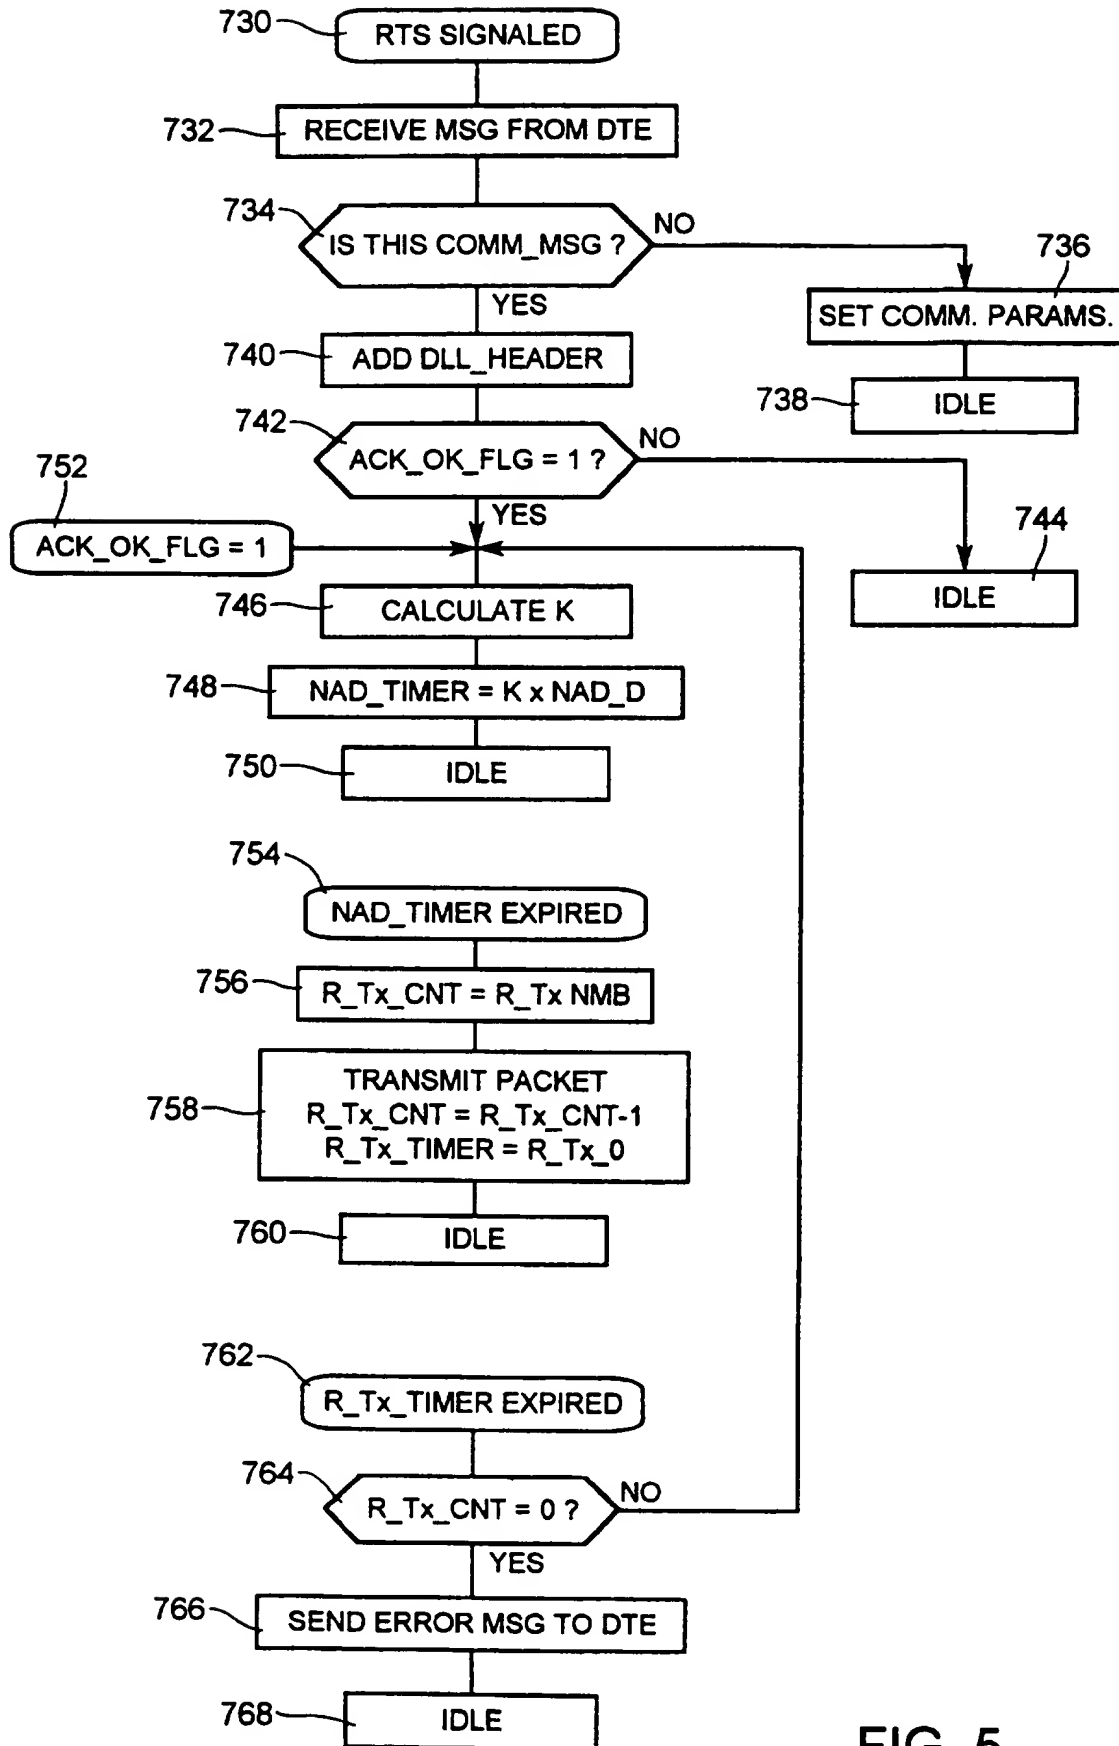 730
RTS SIGNALED
732
RECEIVE MSG FROM DTE
734
IS THIS COMM_MSG ?
NO
YES
736
SET COMM. PARAMS.
738
IDLE
740
ADD DLL_HEADER
742
ACK_OK_FLG = 1 ?
NO
YES
744
IDLE
752
ACK_OK_FLG = 1
746
CALCULATE K
748
NAD_TIMER = K x NAD_D
750
IDLE
754
NAD_TIMER EXPIRED
756
R_Tx_CNT = R_Tx NMB
758
TRANSMIT PACKET
R_Tx_CNT = R_Tx_CNT-1
R_Tx_TIMER = R_Tx_0
760
IDLE
762
R_Tx_TIMER EXPIRED
764
R_Tx_CNT = 0 ?
NO
YES
766
SEND ERROR MSG TO DTE
768
IDLE
FIG. 5